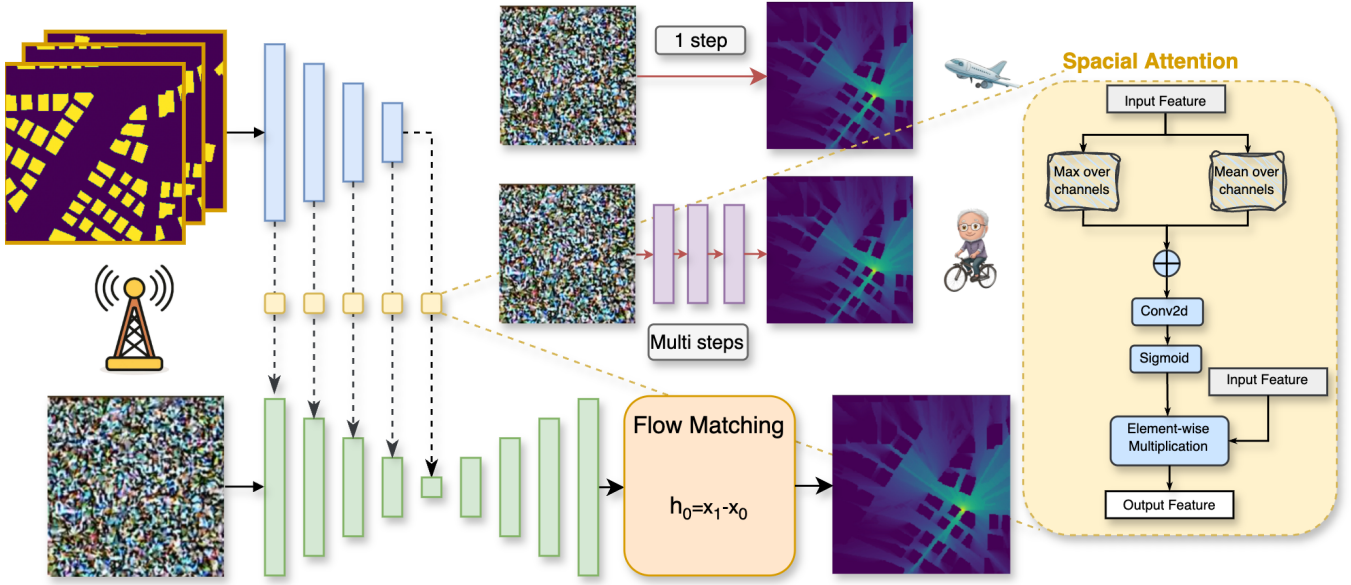 1 step
Multi steps
Flow Matching
h₀=x₁-x₀
Spacial Attention
Input Feature
Max over
channels
Mean over
channels
Conv2d
Sigmoid
Input Feature
Element-wise
Multiplication
Output Feature